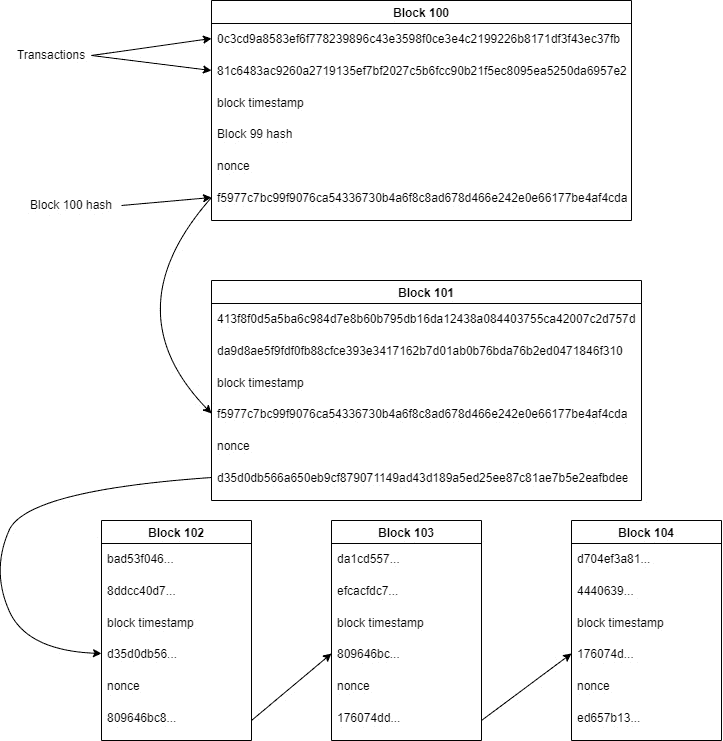 Block 100
Transactions
0c3cd9a8583ef6f778239896c43e3598f0ce3e4c2199226b8171df3f43ec37fb
81c6483ac9260a2719135ef7bf2027c5b6fcc90b21f5ec8095ea5250da6957e2
block timestamp
Block 99 hash
nonce
Block 100 hash
f5977c7bc99f9076ca54336730b4a6f8c8ad678d466e242e0e66177be4af4cda
Block 101
413f8f0d5a5ba6c984d7e8b60b795db16da12438a084403755ca42007c2d757d
da9d8ae5f9fdf0fb88cfce393e3417162b7d01ab0b76bda76b2ed0471846f310
block timestamp
f5977c7bc99f9076ca54336730b4a6f8c8ad678d466e242e0e66177be4af4cda
nonce
d35d0db566a650eb9cf879071149ad43d189a5ed25ee87c81ae7b5e2eafbdee
Block 102
bad53f046...
8ddcc40d7...
block timestamp
d35d0db56...
nonce
809646bc8...
Block 103
da1cd557...
efcacfdc7...
block timestamp
809646bc...
nonce
176074dd...
Block 104
d704ef3a81...
4440639...
block timestamp
176074d...
nonce
ed657b13...